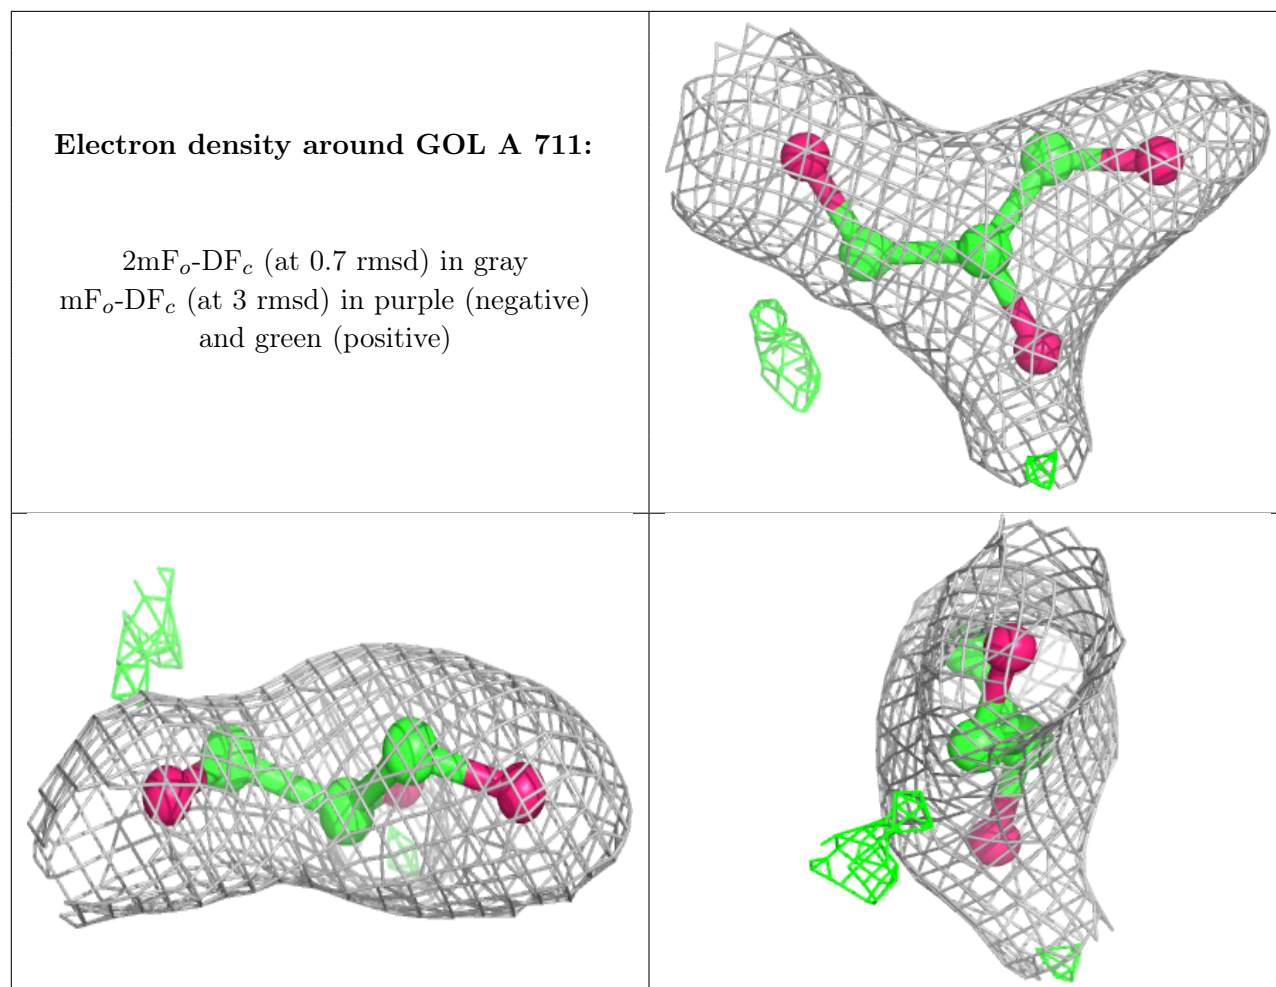 Electron density around GOL A 711:
2mFo-DFc (at 0.7 rmsd) in gray
mFo-DFc (at 3 rmsd) in purple (negative)
and green (positive)